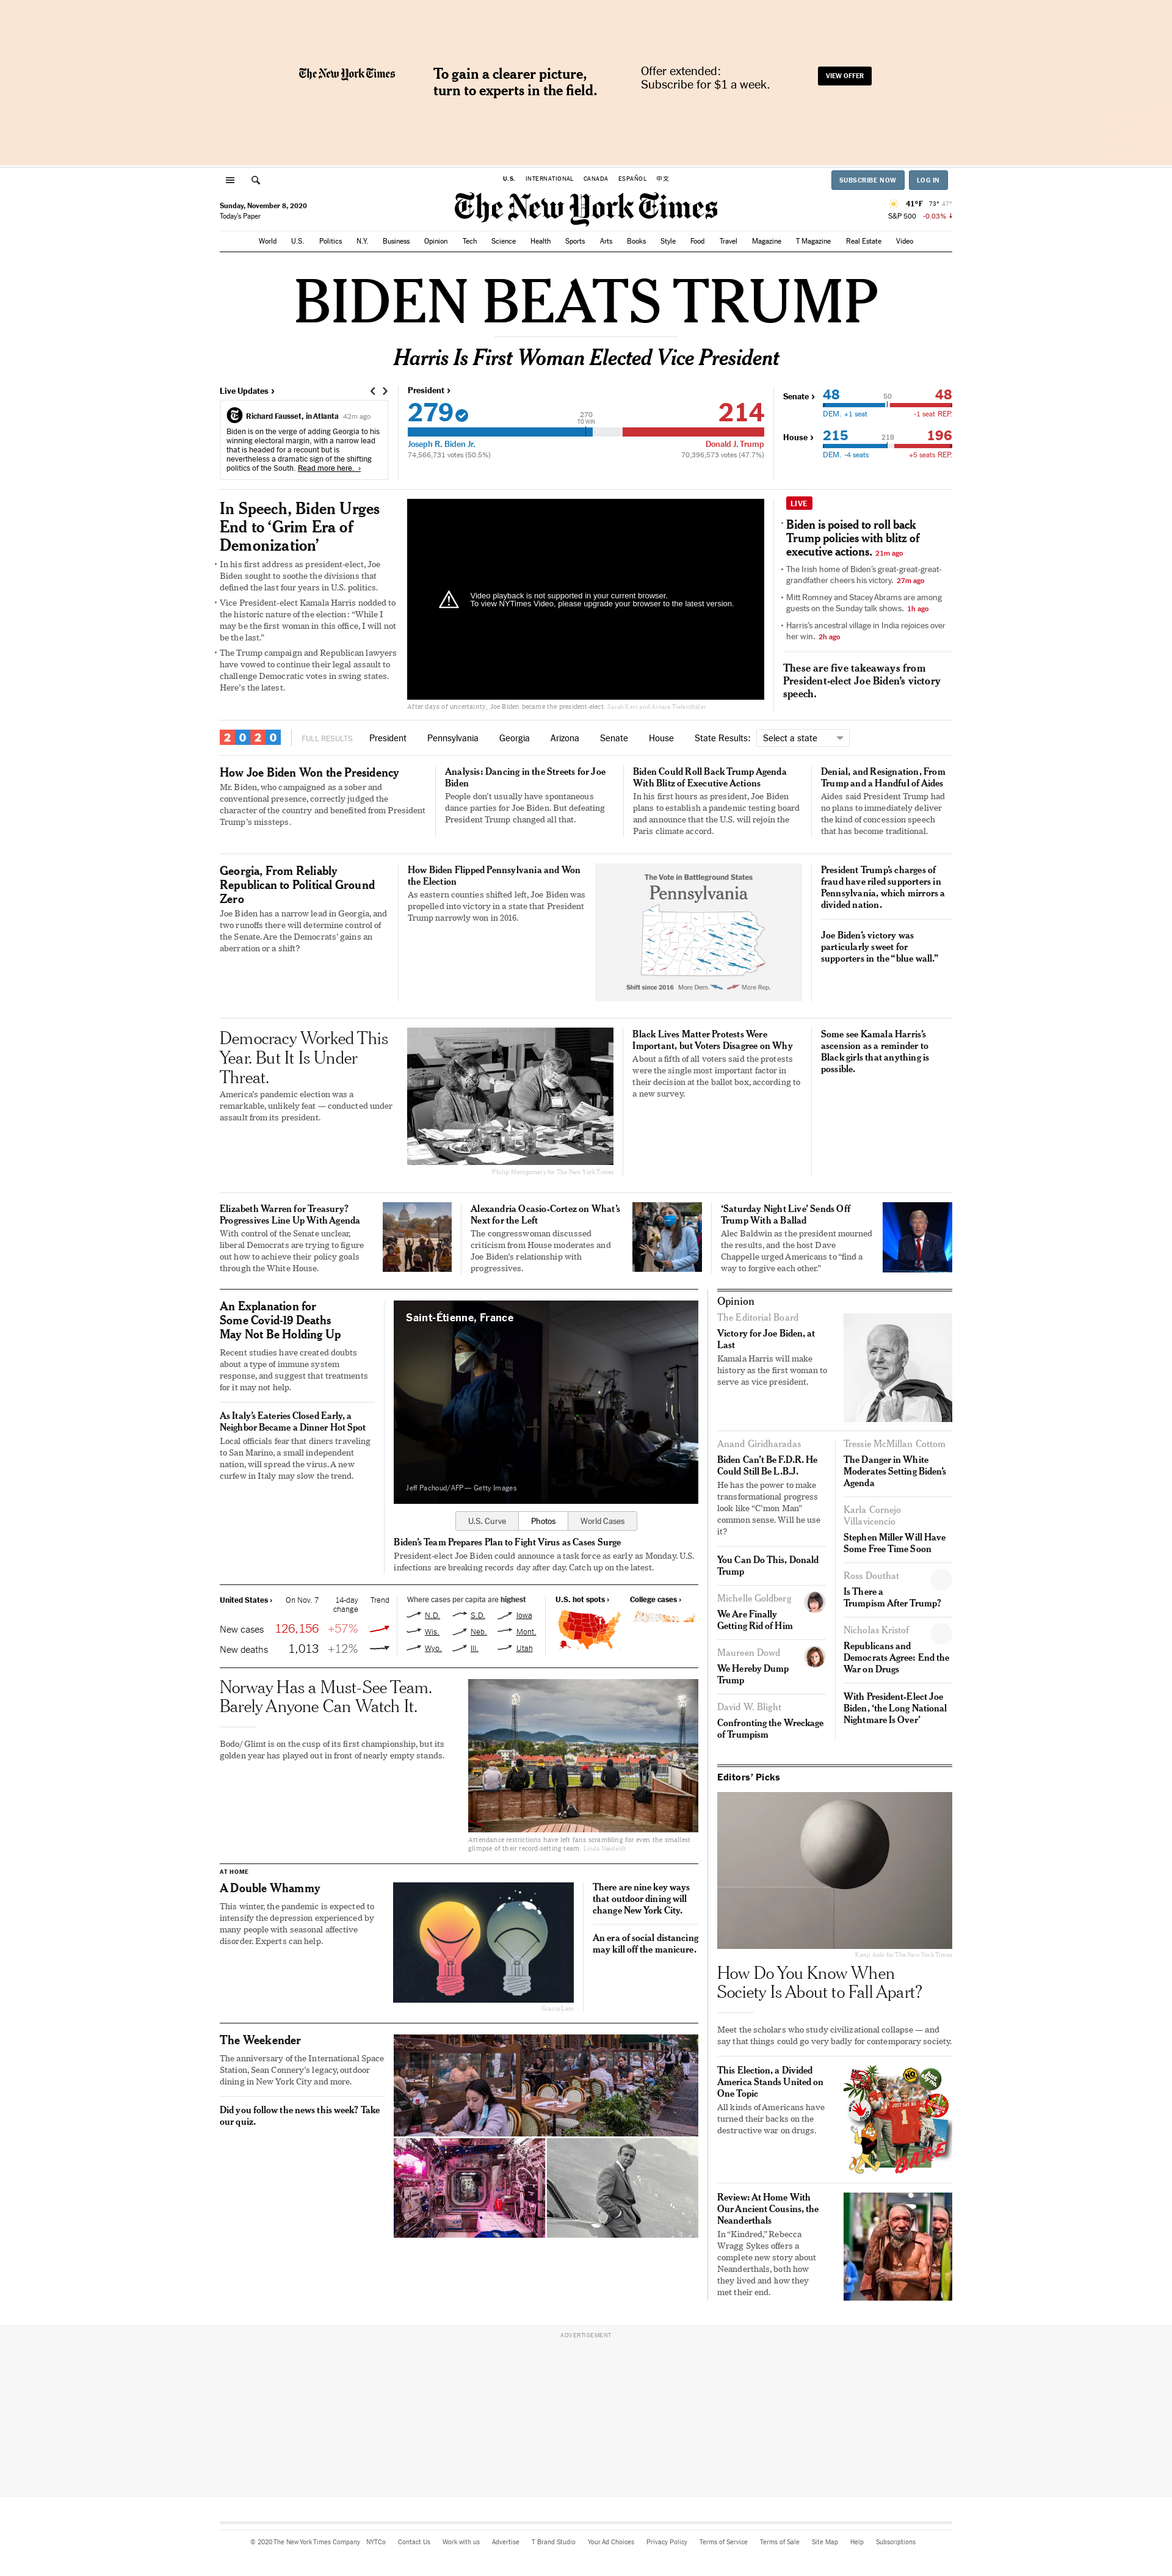 The New York Times
To gain a clearer picture,
turn to experts in the field.
Offer extended:
Subscribe for $1 a week.
VIEW OFFER
U.S. INTERNATIONAL CANADA ESPAÑOL 中文
SUBSCRIBE NOW LOG IN
Sunday, November 8, 2020
Today's Paper
The New York Times
41°F 73° 47°
S&P 500 -0.03%
World U.S. Politics N.Y. Business Opinion Tech Science Health Sports Arts Books Style Food Travel Magazine T Magazine Real Estate Video
BIDEN BEATS TRUMP
Harris Is First Woman Elected Vice President
Live Updates ›
Richard Fausset, in Atlanta 42m ago
Biden is on the verge of adding Georgia to his
winning electoral margin, with a narrow lead
that is headed for a recount but is
nevertheless a dramatic sign of the shifting
politics of the South. Read more here. ›
President ›
279
270
TO WIN
214
Joseph R. Biden Jr.
Donald J. Trump
74,566,731 votes (50.5%)
70,396,573 votes (47.7%)
Senate › 48 50 48
DEM. +1 seat -1 seat REP.
House › 215 218 196
DEM. -4 seats +5 seats REP.
In Speech, Biden Urges
End to ‘Grim Era of
Demonization’
In his first address as president-elect, Joe
Biden sought to soothe the divisions that
defined the last four years in U.S. politics.
Vice President-elect Kamala Harris nodded to
the historic nature of the election: “While I
may be the first woman in this office, I will not
be the last.”
The Trump campaign and Republican lawyers
have vowed to continue their legal assault to
challenge Democratic votes in swing states.
Here’s the latest.
Video playback is not supported in your current browser.
To view NYTimes Video, please upgrade your browser to the latest version.
After days of uncertainty, Joe Biden became the president-elect. Sarah Kerr and Ainara Tiefenthäler
LIVE
Biden is poised to roll back
Trump policies with blitz of
executive actions. 21m ago
The Irish home of Biden’s great-great-great-
grandfather cheers his victory. 27m ago
Mitt Romney and Stacey Abrams are among
guests on the Sunday talk shows. 1h ago
Harris’s ancestral village in India rejoices over
her win. 2h ago
These are five takeaways from
President-elect Joe Biden’s victory
speech.
2020 FULL RESULTS President Pennsylvania Georgia Arizona Senate House State Results: Select a state
How Joe Biden Won the Presidency
Mr. Biden, who campaigned as a sober and
conventional presence, correctly judged the
character of the country and benefited from President
Trump’s missteps.
Analysis: Dancing in the Streets for Joe
Biden
People don’t usually have spontaneous
dance parties for Joe Biden. But defeating
President Trump changed all that.
Biden Could Roll Back Trump Agenda
With Blitz of Executive Actions
In his first hours as president, Joe Biden
plans to establish a pandemic testing board
and announce that the U.S. will rejoin the
Paris climate accord.
Denial, and Resignation, From
Trump and a Handful of Aides
Aides said President Trump had
no plans to immediately deliver
the kind of concession speech
that has become traditional.
Georgia, From Reliably
Republican to Political Ground
Zero
Joe Biden has a narrow lead in Georgia, and
two runoffs there will determine control of
the Senate. Are the Democrats’ gains an
aberration or a shift?
How Biden Flipped Pennsylvania and Won
the Election
As eastern counties shifted left, Joe Biden was
propelled into victory in a state that President
Trump narrowly won in 2016.
The Vote in Battleground States
Pennsylvania
Shift since 2016 More Dem. More Rep.
President Trump’s charges of
fraud have riled supporters in
Pennsylvania, which mirrors a
divided nation.
Joe Biden’s victory was
particularly sweet for
supporters in the “blue wall.”
Democracy Worked This
Year. But It Is Under
Threat.
America’s pandemic election was a
remarkable, unlikely feat — conducted under
assault from its president.
Philip Montgomery for The New York Times
Black Lives Matter Protests Were
Important, but Voters Disagree on Why
About a fifth of all voters said the protests
were the single most important factor in
their decision at the ballot box, according to
a new survey.
Some see Kamala Harris’s
ascension as a reminder to
Black girls that anything is
possible.
Elizabeth Warren for Treasury?
Progressives Line Up With Agenda
With control of the Senate unclear,
liberal Democrats are trying to figure
out how to achieve their policy goals
through the White House.
Alexandria Ocasio-Cortez on What’s
Next for the Left
The congresswoman discussed
criticism from House moderates and
Joe Biden’s relationship with
progressives.
‘Saturday Night Live’ Sends Off
Trump With a Ballad
Alec Baldwin as the president mourned
the results, and the host Dave
Chappelle urged Americans to “find a
way to forgive each other.”
An Explanation for
Some Covid-19 Deaths
May Not Be Holding Up
Recent studies have created doubts
about a type of immune system
response, and suggest that treatments
for it may not help.
As Italy’s Eateries Closed Early, a
Neighbor Became a Dinner Hot Spot
Local officials fear that diners traveling
to San Marino, a small independent
nation, will spread the virus. A new
curfew in Italy may slow the trend.
Saint-Étienne, France
Jeff Pachoud/AFP — Getty Images
U.S. Curve Photos World Cases
Biden’s Team Prepares Plan to Fight Virus as Cases Surge
President-elect Joe Biden could announce a task force as early as Monday. U.S.
infections are breaking records day after day. Catch up on the latest.
United States › On Nov. 7 14-day
change Trend
New cases 126,156 +57%
New deaths 1,013 +12%
Where cases per capita are highest
N.D. S.D. Iowa
Wis. Neb. Mont.
Wyo. Ill. Utah
U.S. hot spots ›
College cases ›
Norway Has a Must-See Team.
Barely Anyone Can Watch It.
Bodo/Glimt is on the cusp of its first championship, but its
golden year has played out in front of nearly empty stands.
Attendance restrictions have left fans scrambling for even the smallest
glimpse of their record-setting team. Linda Næsfeldt
AT HOME
A Double Whammy
This winter, the pandemic is expected to
intensify the depression experienced by
many people with seasonal affective
disorder. Experts can help.
Gracia Lam
There are nine key ways
that outdoor dining will
change New York City.
An era of social distancing
may kill off the manicure.
The Weekender
The anniversary of the International Space
Station, Sean Connery’s legacy, outdoor
dining in New York City and more.
Did you follow the news this week? Take
our quiz.
Opinion
The Editorial Board
Victory for Joe Biden, at
Last
Kamala Harris will make
history as the first woman to
serve as vice president.
Anand Giridharadas
Biden Can’t Be F.D.R. He
Could Still Be L.B.J.
He has the power to make
transformational progress
look like “C’mon Man”
common sense. Will he use
it?
You Can Do This, Donald
Trump
Michelle Goldberg
We Are Finally
Getting Rid of Him
Maureen Dowd
We Hereby Dump
Trump
David W. Blight
Confronting the Wreckage
of Trumpism
Tressie McMillan Cottom
The Danger in White
Moderates Setting Biden’s
Agenda
Karla Cornejo
Villavicencio
Stephen Miller Will Have
Some Free Time Soon
Ross Douthat
Is There a
Trumpism After Trump?
Nicholas Kristof
Republicans and
Democrats Agree: End the
War on Drugs
With President-Elect Joe
Biden, ‘the Long National
Nightmare Is Over’
Editors’ Picks
Kenji Aoki for The New York Times
How Do You Know When
Society Is About to Fall Apart?
Meet the scholars who study civilizational collapse — and
say that things could go very badly for contemporary society.
This Election, a Divided
America Stands United on
One Topic
All kinds of Americans have
turned their backs on the
destructive war on drugs.
NO
JUST SAY NO
1
DARE
Review: At Home With
Our Ancient Cousins, the
Neanderthals
In “Kindred,” Rebecca
Wragg Sykes offers a
complete new story about
Neanderthals, both how
they lived and how they
met their end.
ADVERTISEMENT
© 2020 The New York Times Company NYTCo Contact Us Work with us Advertise T Brand Studio Your Ad Choices Privacy Policy Terms of Service Terms of Sale Site Map Help Subscriptions